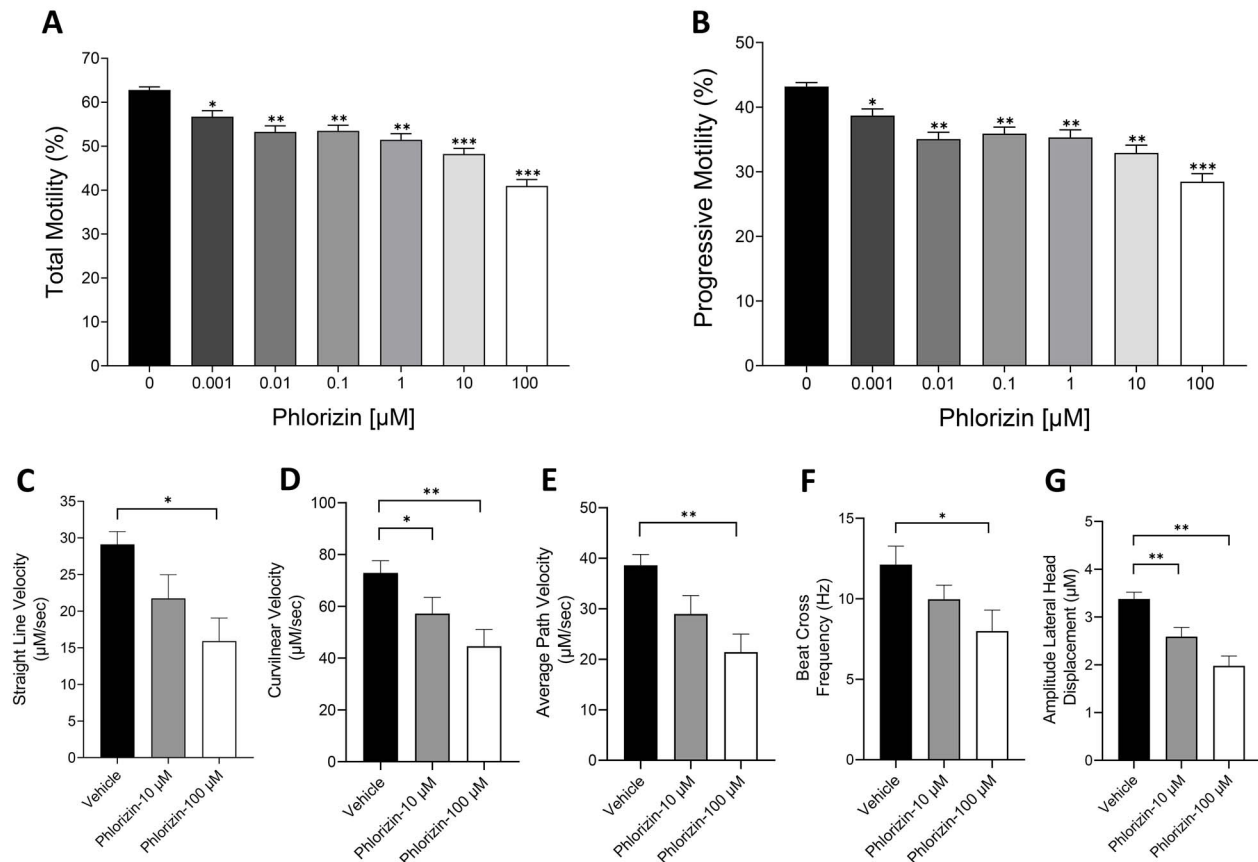 A
Total Motility (%)
70
60
50
40
30
20
10
0
*
**
**
**
***
***
0 0.001 0.01 0.1 1 10 100
Phlorizin [µM]
B
Progressive Motility (%)
50
40
30
20
10
0
*
**
**
**
**
***
0 0.001 0.01 0.1 1 10 100
Phlorizin [µM]
C
Straight Line Velocity
(µM/sec)
35
30
25
20
15
10
5
0
*
Vehicle
Phlorizin-10 µM
Phlorizin-100 µM
D
Curvilnear Velocity
(µM/sec)
100
80
60
40
20
0
**
*
Vehicle
Phlorizin-10 µM
Phlorizin-100 µM
E
Average Path Velocity
(µM/sec)
50
40
30
20
10
0
**
Vehicle
Phlorizin-10 µM
Phlorizin-100 µM
F
Beat Cross
Frequency (Hz)
15
10
5
0
*
Vehicle
Phlorizin-10 µM
Phlorizin-100 µM
G
Amplitude Lateral Head
Displacement (µM)
5
4
3
2
1
0
**
**
Vehicle
Phlorizin-10 µM
Phlorizin-100 µM